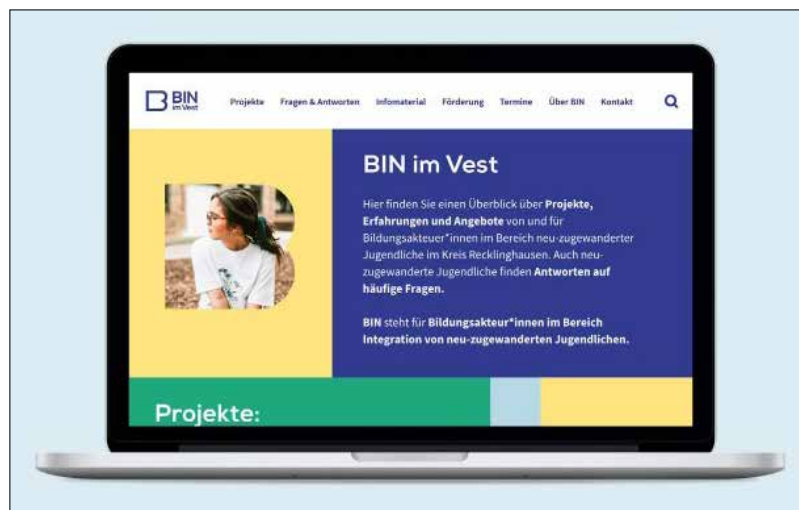 BIN
im Vest
Projekte Fragen & Antworten Infomaterial Förderung Termine Über BIN Kontakt
BIN im Vest
Hier finden Sie einen Überblick über Projekte,
Erfahrungen und Angebote von und für
Bildungsakteuer*innen im Bereich neu-zugewanderter
Jugendliche im Kreis Recklinghausen. Auch neu-
zugewanderte Jugendliche finden Antworten auf
häufige Fragen.
BIN steht für Bildungsakteur*innen im Bereich
Integration von neu-zugewanderten Jugendlichen.
Projekte: